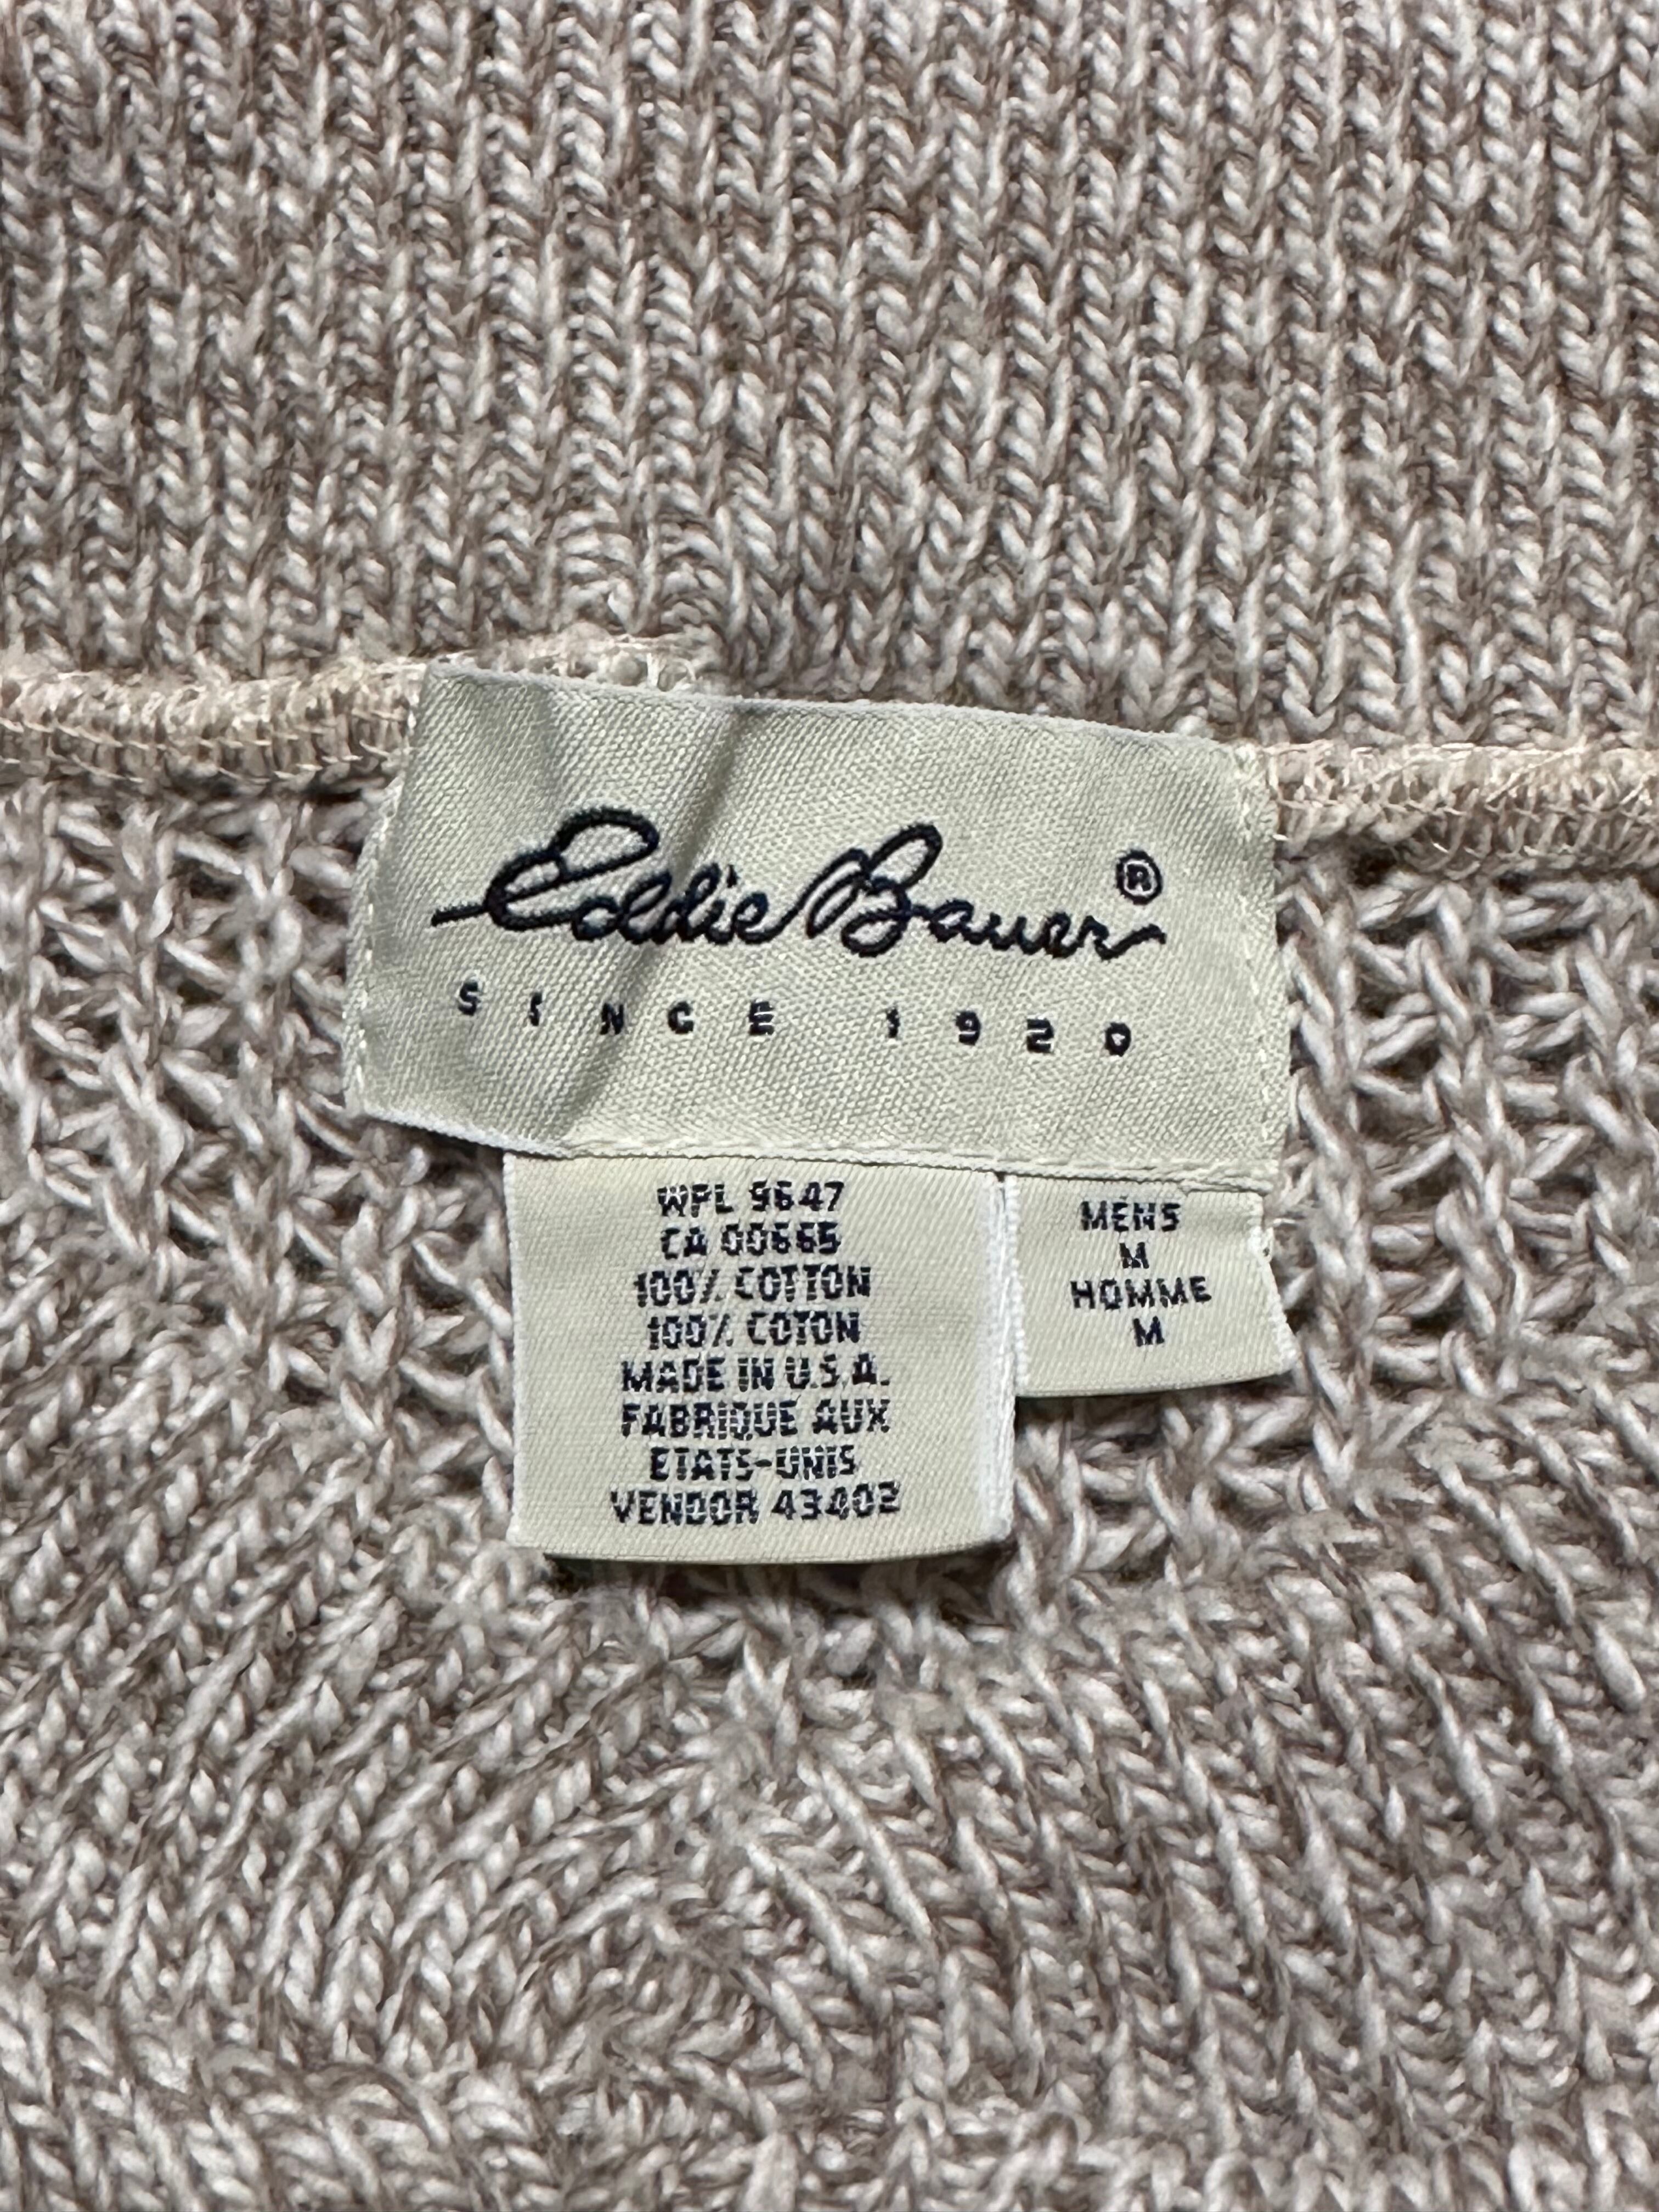 Eddie Bauer®
SINCE 1920
WPL 9647
CA 00665
100% COTTON
100% COTON
MADE IN U.S.A.
FABRIQUE AUX
ETATS-UNIS
VENDOR 43402
MENS
M
HOMME
M